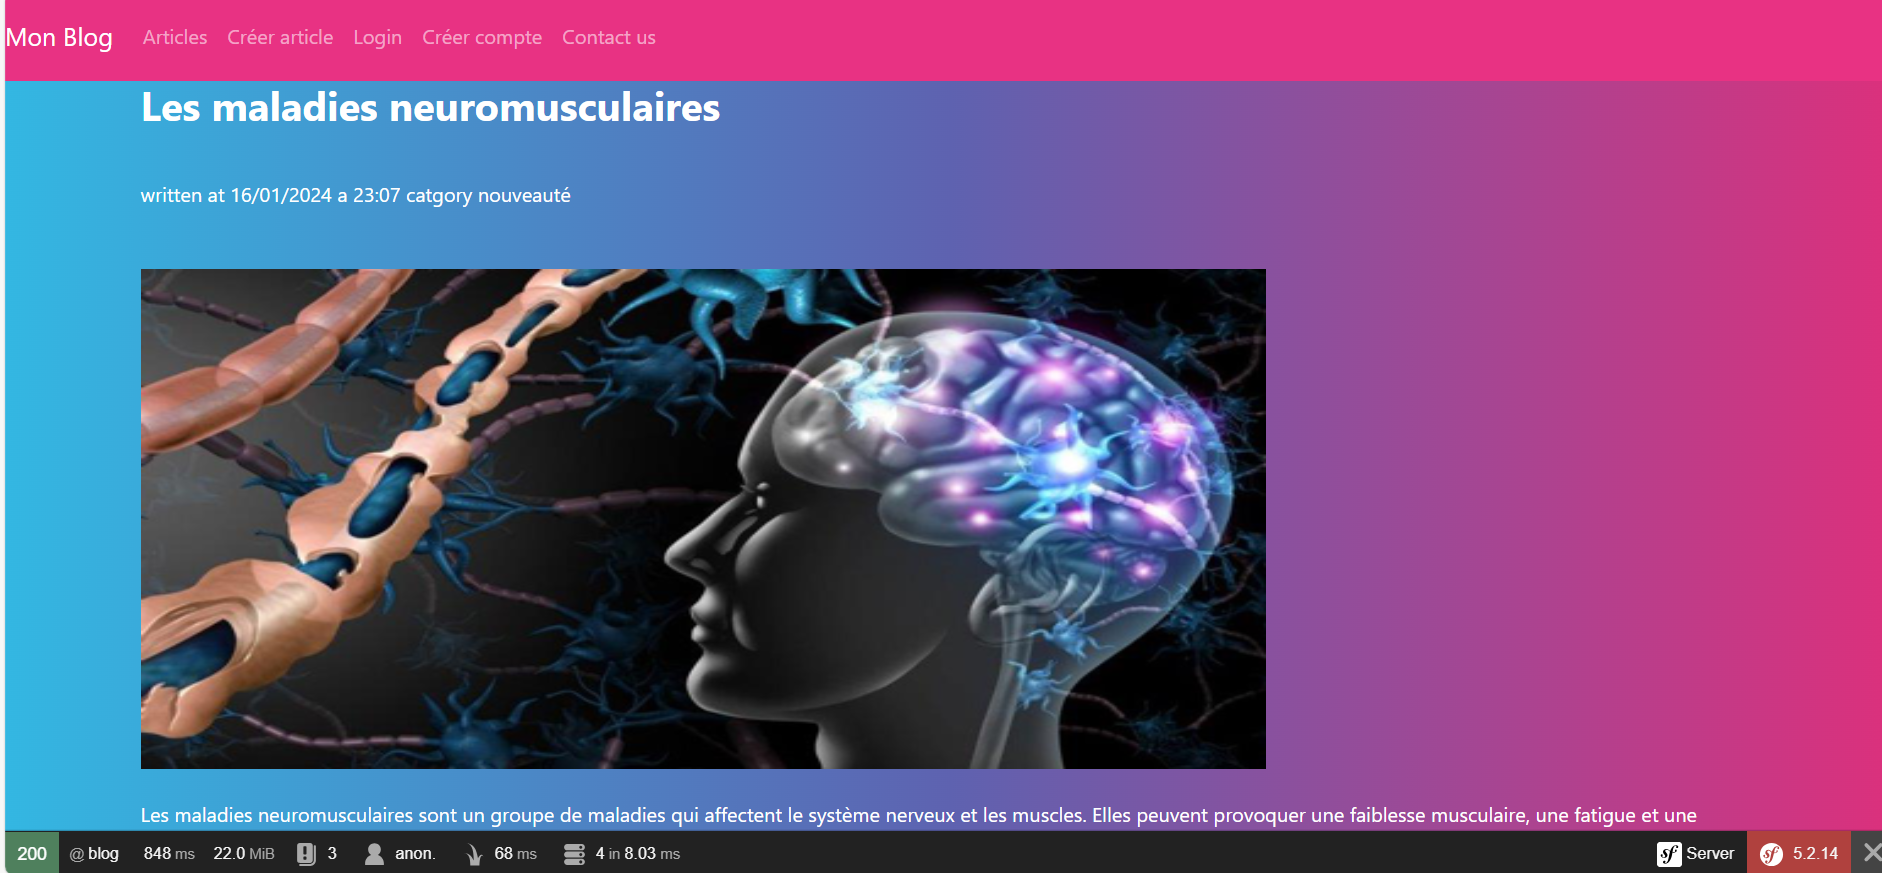 Mon Blog Articles Créer article Login Créer compte Contact us
Les maladies neuromusculaires
written at 16/01/2024 a 23:07 catgory nouveauté
Les maladies neuromusculaires sont un groupe de maladies qui affectent le système nerveux et les muscles. Elles peuvent provoquer une faiblesse musculaire, une fatigue et une
200 @ blog 848 ms 22.0 MiB 3 anon. 68 ms 4 in 8.03 ms sf Server sf 5.2.14